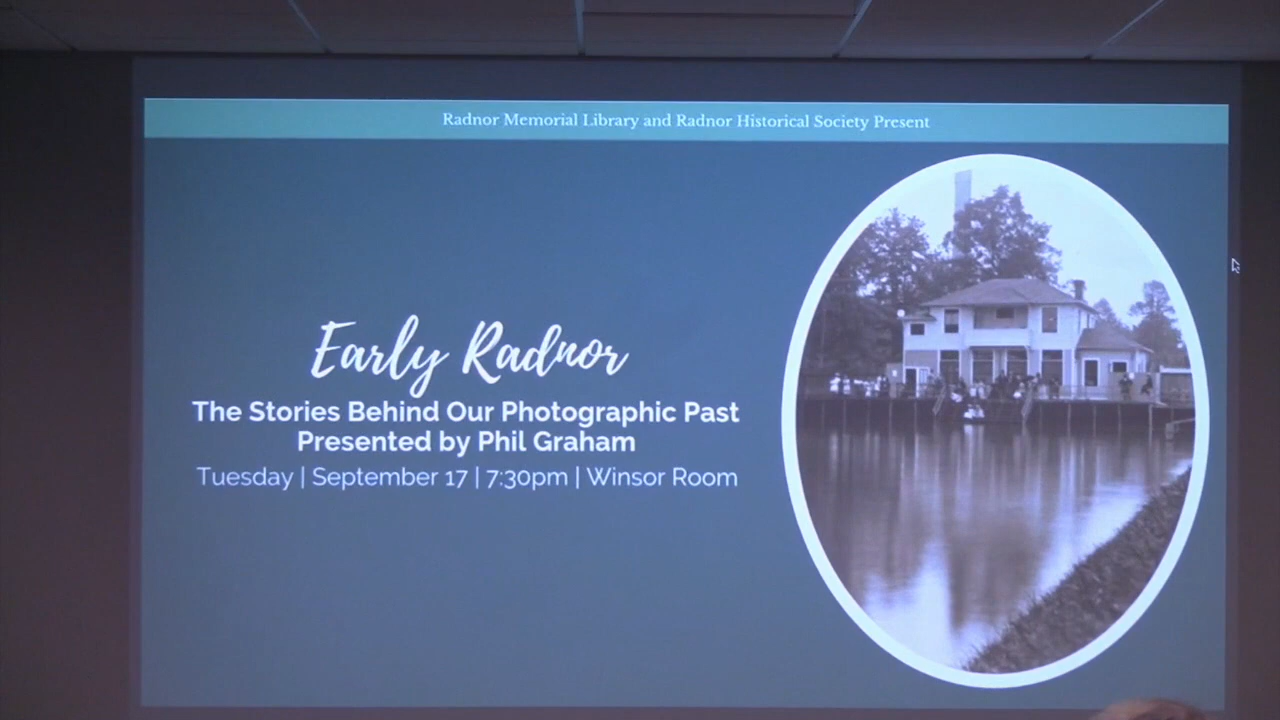 Radnor Memorial Library and Radnor Historical Society Present
Early Radnor
The Stories Behind Our Photographic Past
Presented by Phil Graham
Tuesday | September 17 | 7:30pm | Winsor Room